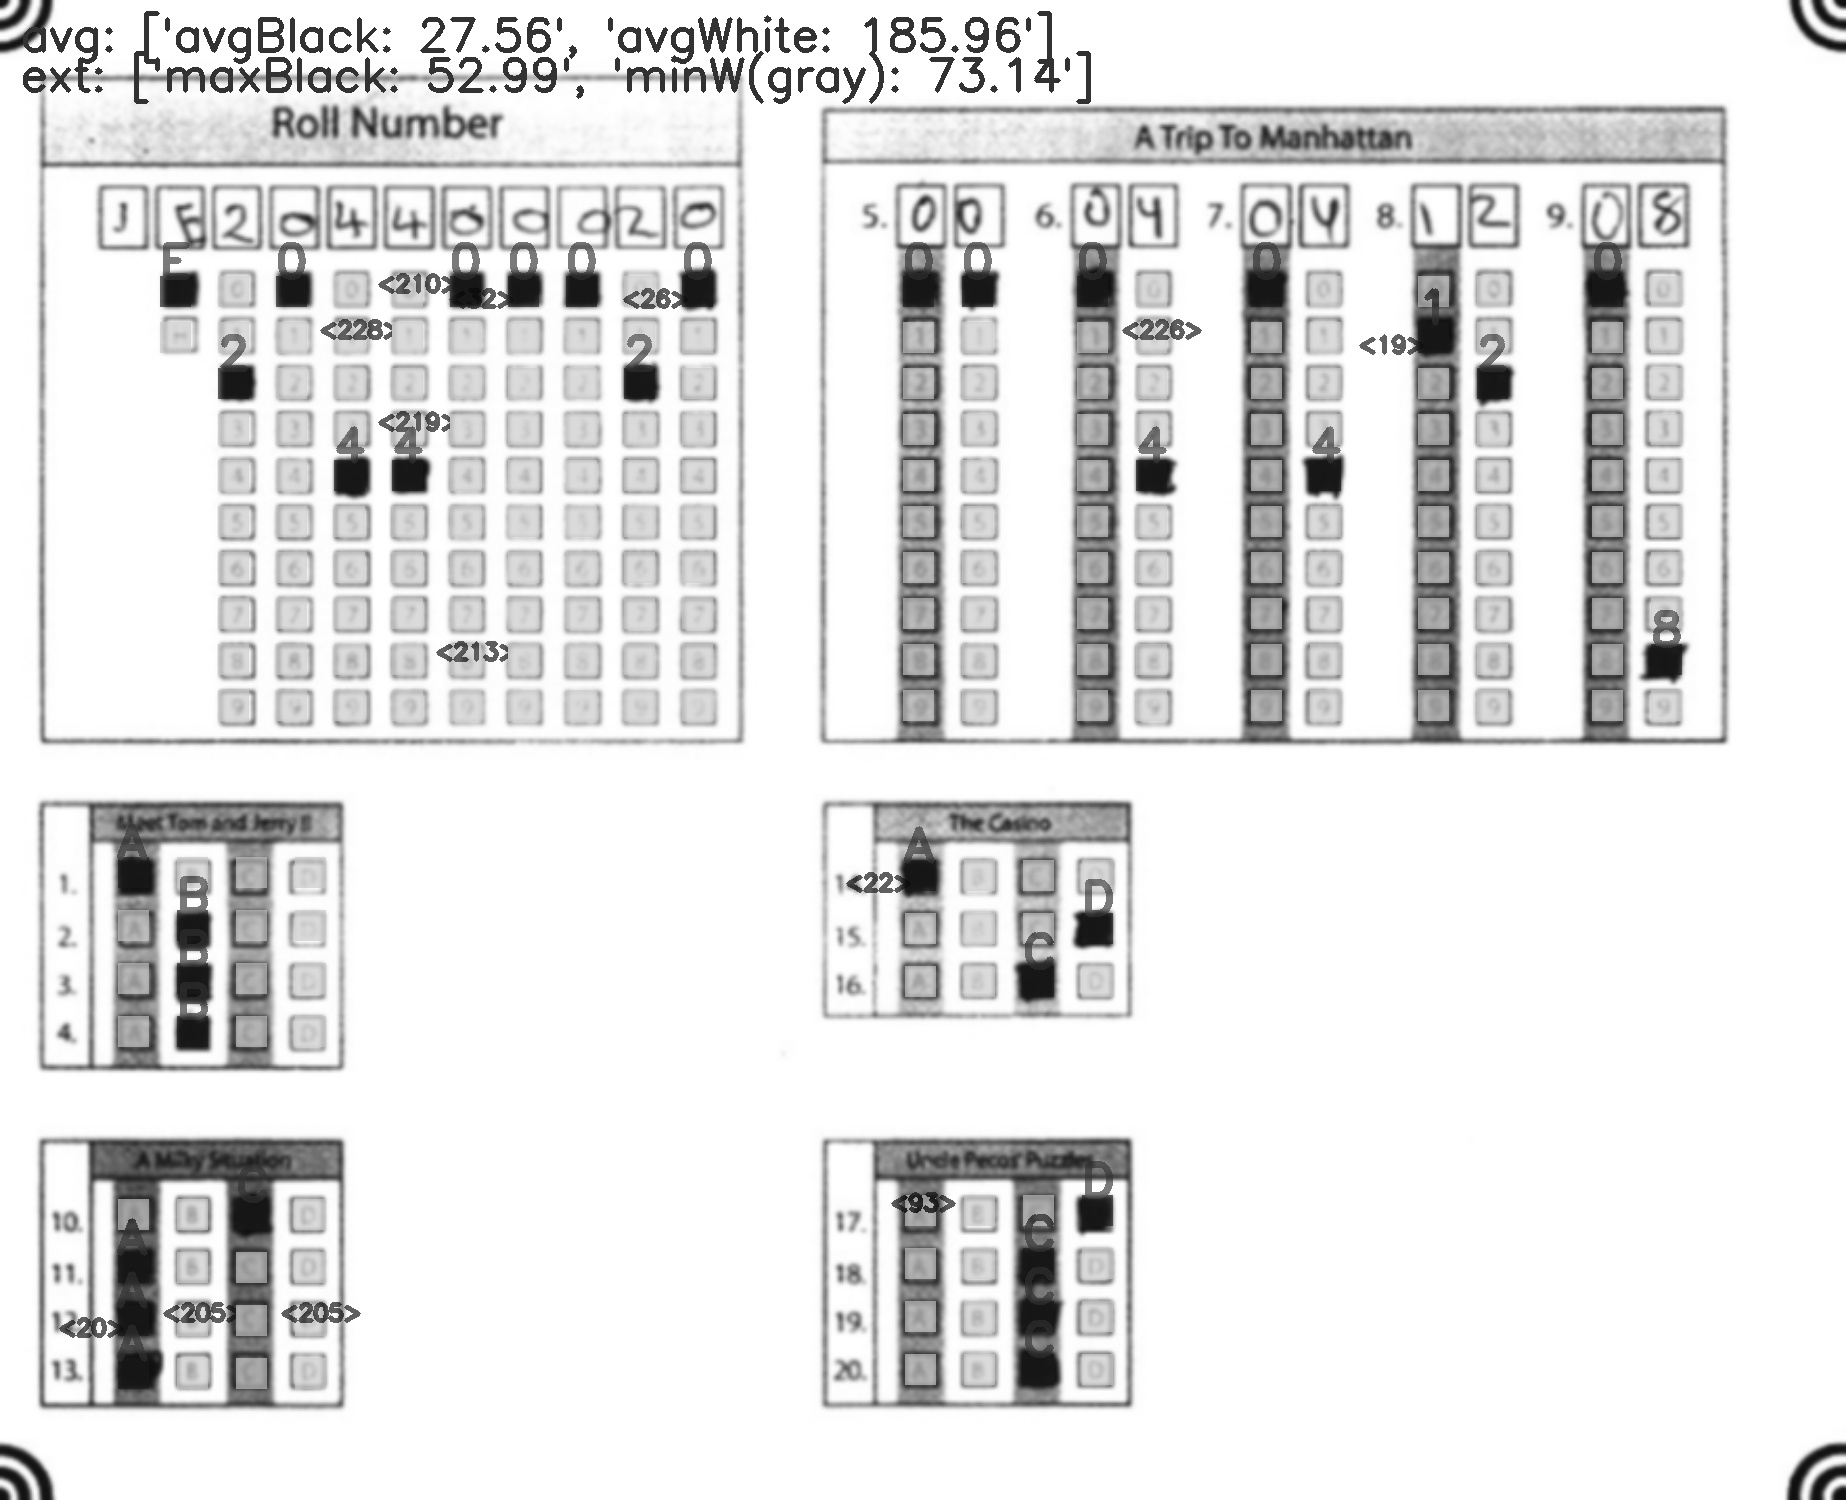 avg: ['avgBlack: 27.56', 'avgWhite: 185.96']
ext: ['maxBlack: 52.99', 'minW(gray): 73.14']
Roll Number
J E 2 0 4 4 0 0 0 2 0
E 0 0 0 0 0
<210> <32> <26>
<228>
2 2
<219>
4 4
<213>
A Trip To Manhattan
5. 0 0 6. 0 4 7. 0 4 8. 1 2 9. 0 8
0 0 0 0 0
1
<226> <19>
2
4 4
8
Meet Tom and Jerry II
1. A
2. B
3. B
4. B
The Casino
<22> A
15. D
16. C
A Milky Situation
10. C
11. A
<20> A <205> <205>
13. A
Uncle Pecos' Puzzles
17. <93> D
18. C
19. C
20. C